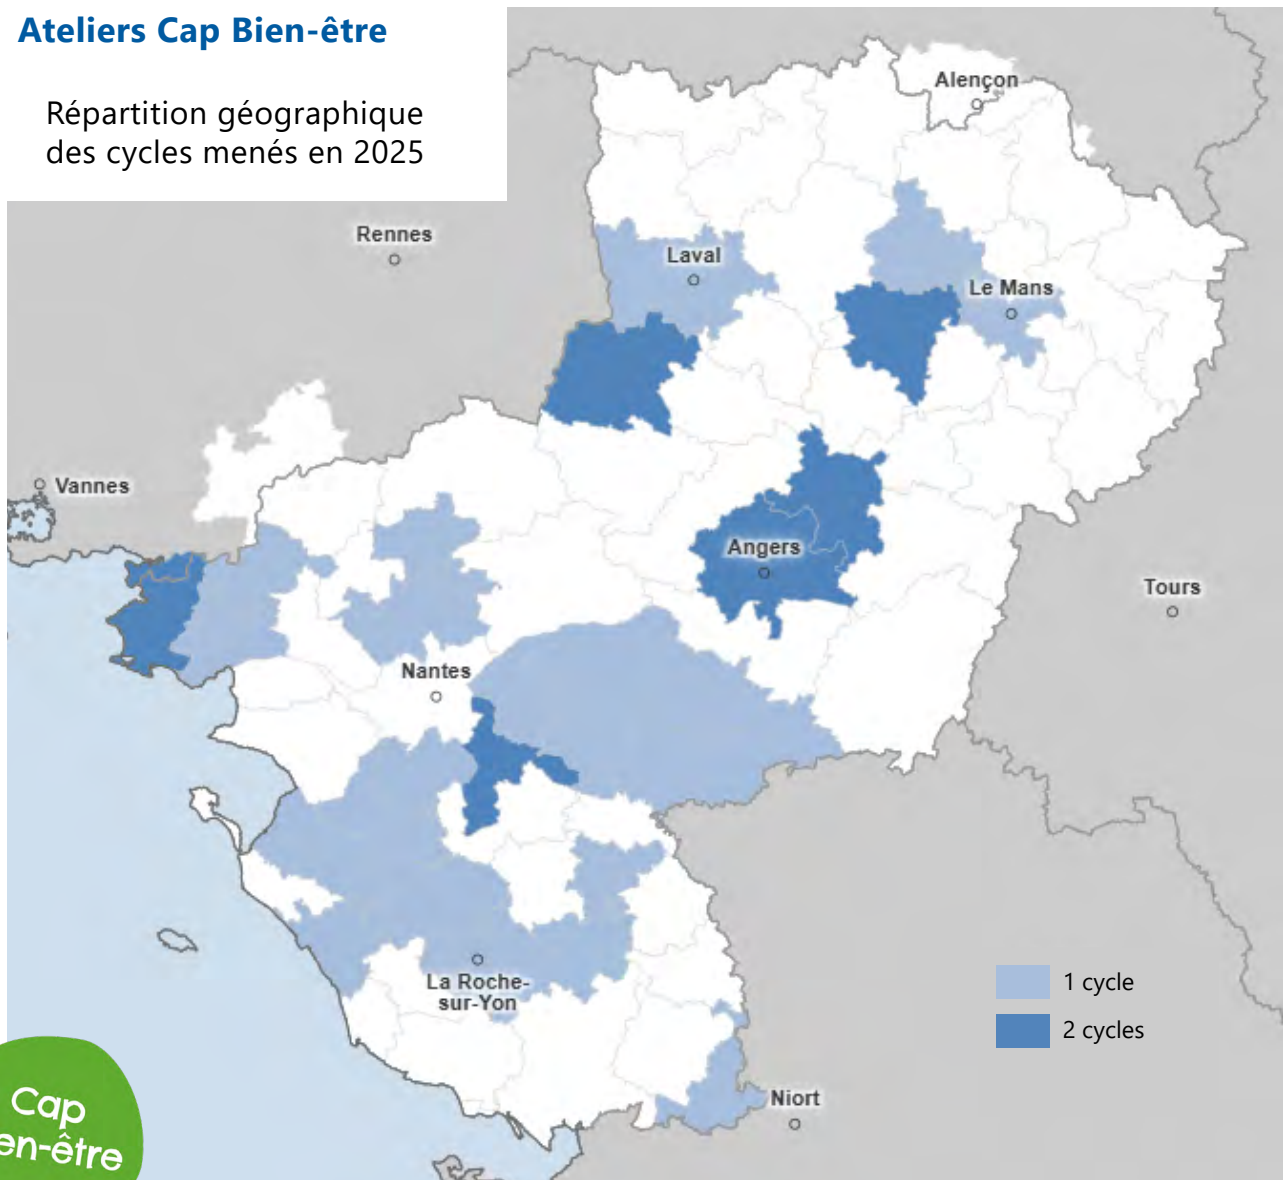 Ateliers Cap Bien-être
Répartition géographique
des cycles menés en 2025
Alençon
Rennes
Laval
Le Mans
Vannes
Angers
Tours
Nantes
La Roche-
sur-Yon
1 cycle
2 cycles
Niort
Cap
en-être